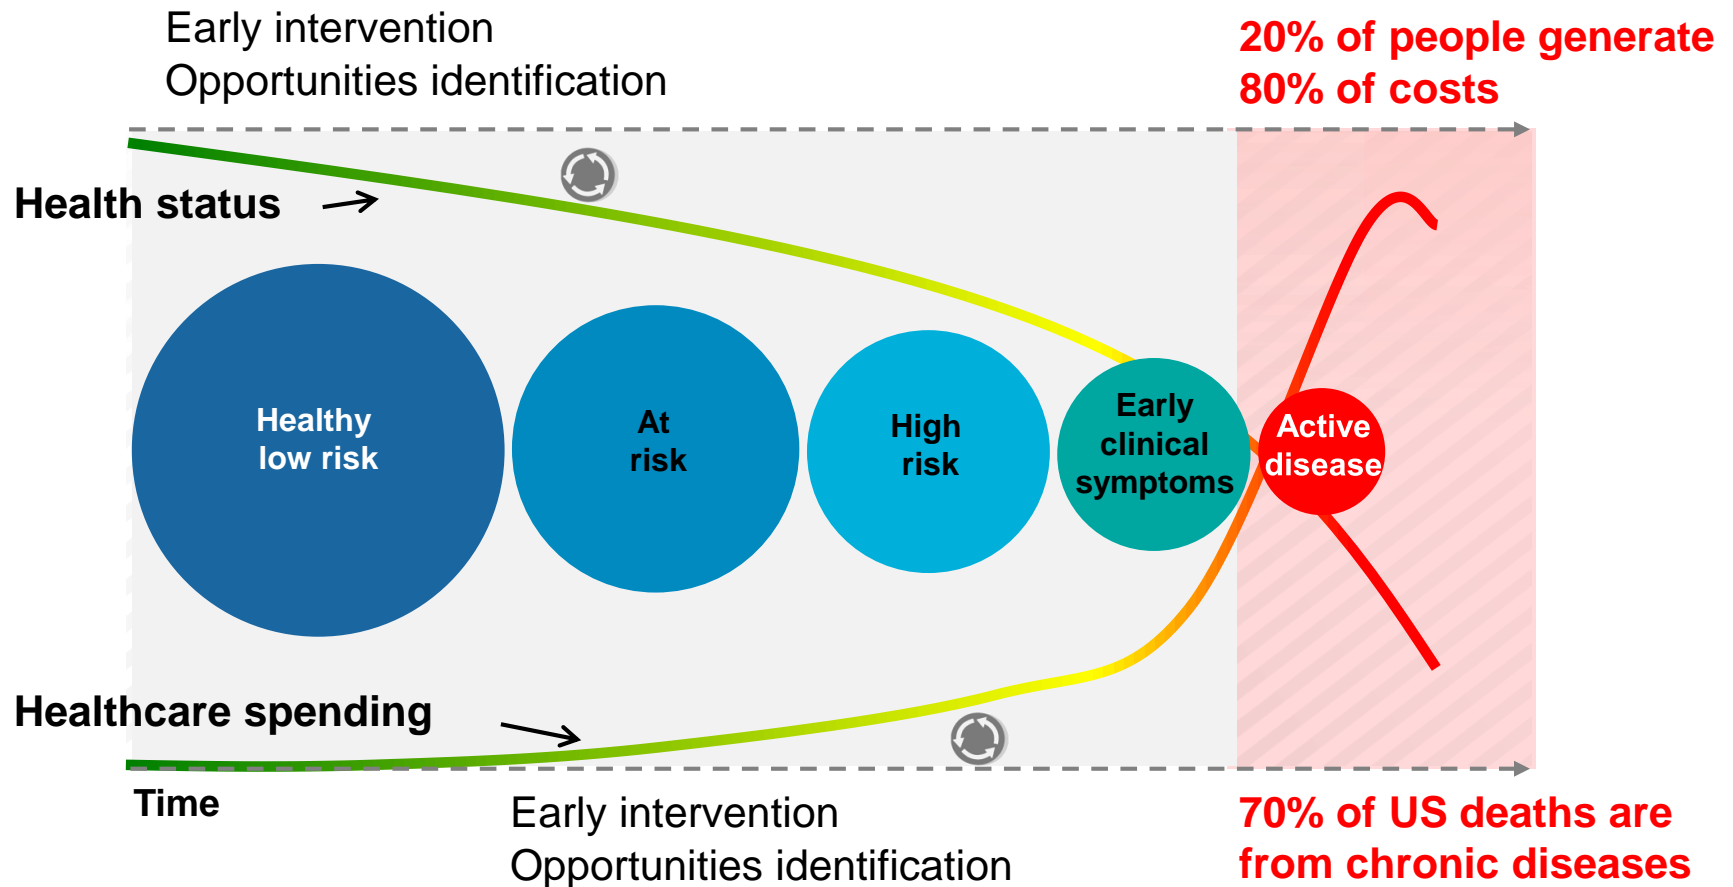 Early intervention
Opportunities identification
20% of people generate
80% of costs
Health status
Healthy
low risk
At
risk
High
risk
Early
clinical
symptoms
Active
disease
Healthcare spending
Time
Early intervention
Opportunities identification
70% of US deaths are
from chronic diseases